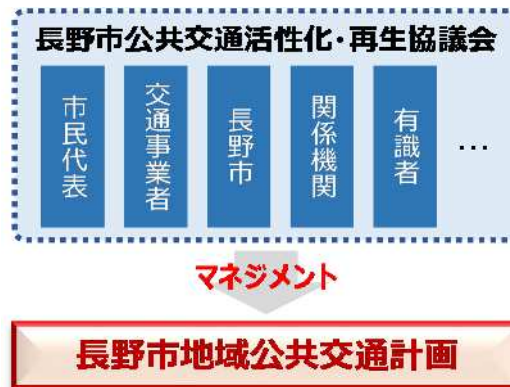 長野市公共交通活性化・再生協議会
市民代表
交通事業者
長野市
関係機関
有識者
…
マネジメント
長野市地域公共交通計画